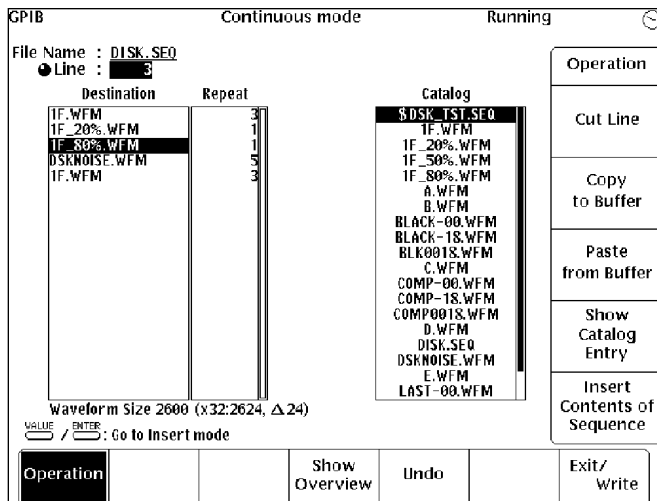 GPIB Continuous mode Running
File Name : DISK.SEQ
Line : 3
Destination Repeat
1F.WFM 3
1F_20%.WFM 1
1F_80%.WFM 1
DSKNOISE.WFM 5
1F.WFM 3
Catalog
$DSK_TST.SEQ
1F.WFM
1F_20%.WFM
1F_50%.WFM
1F_80%.WFM
A.WFM
B.WFM
BLACK-00.WFM
BLACK-18.WFM
BLK0018.WFM
C.WFM
COMP-00.WFM
COMP-18.WFM
COMP0018.WFM
D.WFM
DISK.SEQ
DSKNOISE.WFM
E.WFM
LAST-00.WFM
Waveform Size 2600 (x32:2624, Δ24)
VALUE / ENTER : Go to Insert mode
Operation
Cut Line
Copy
to Buffer
Paste
from Buffer
Show
Catalog
Entry
Insert
Contents of
Sequence
Operation
Show
Overview
Undo
Exit/
Write